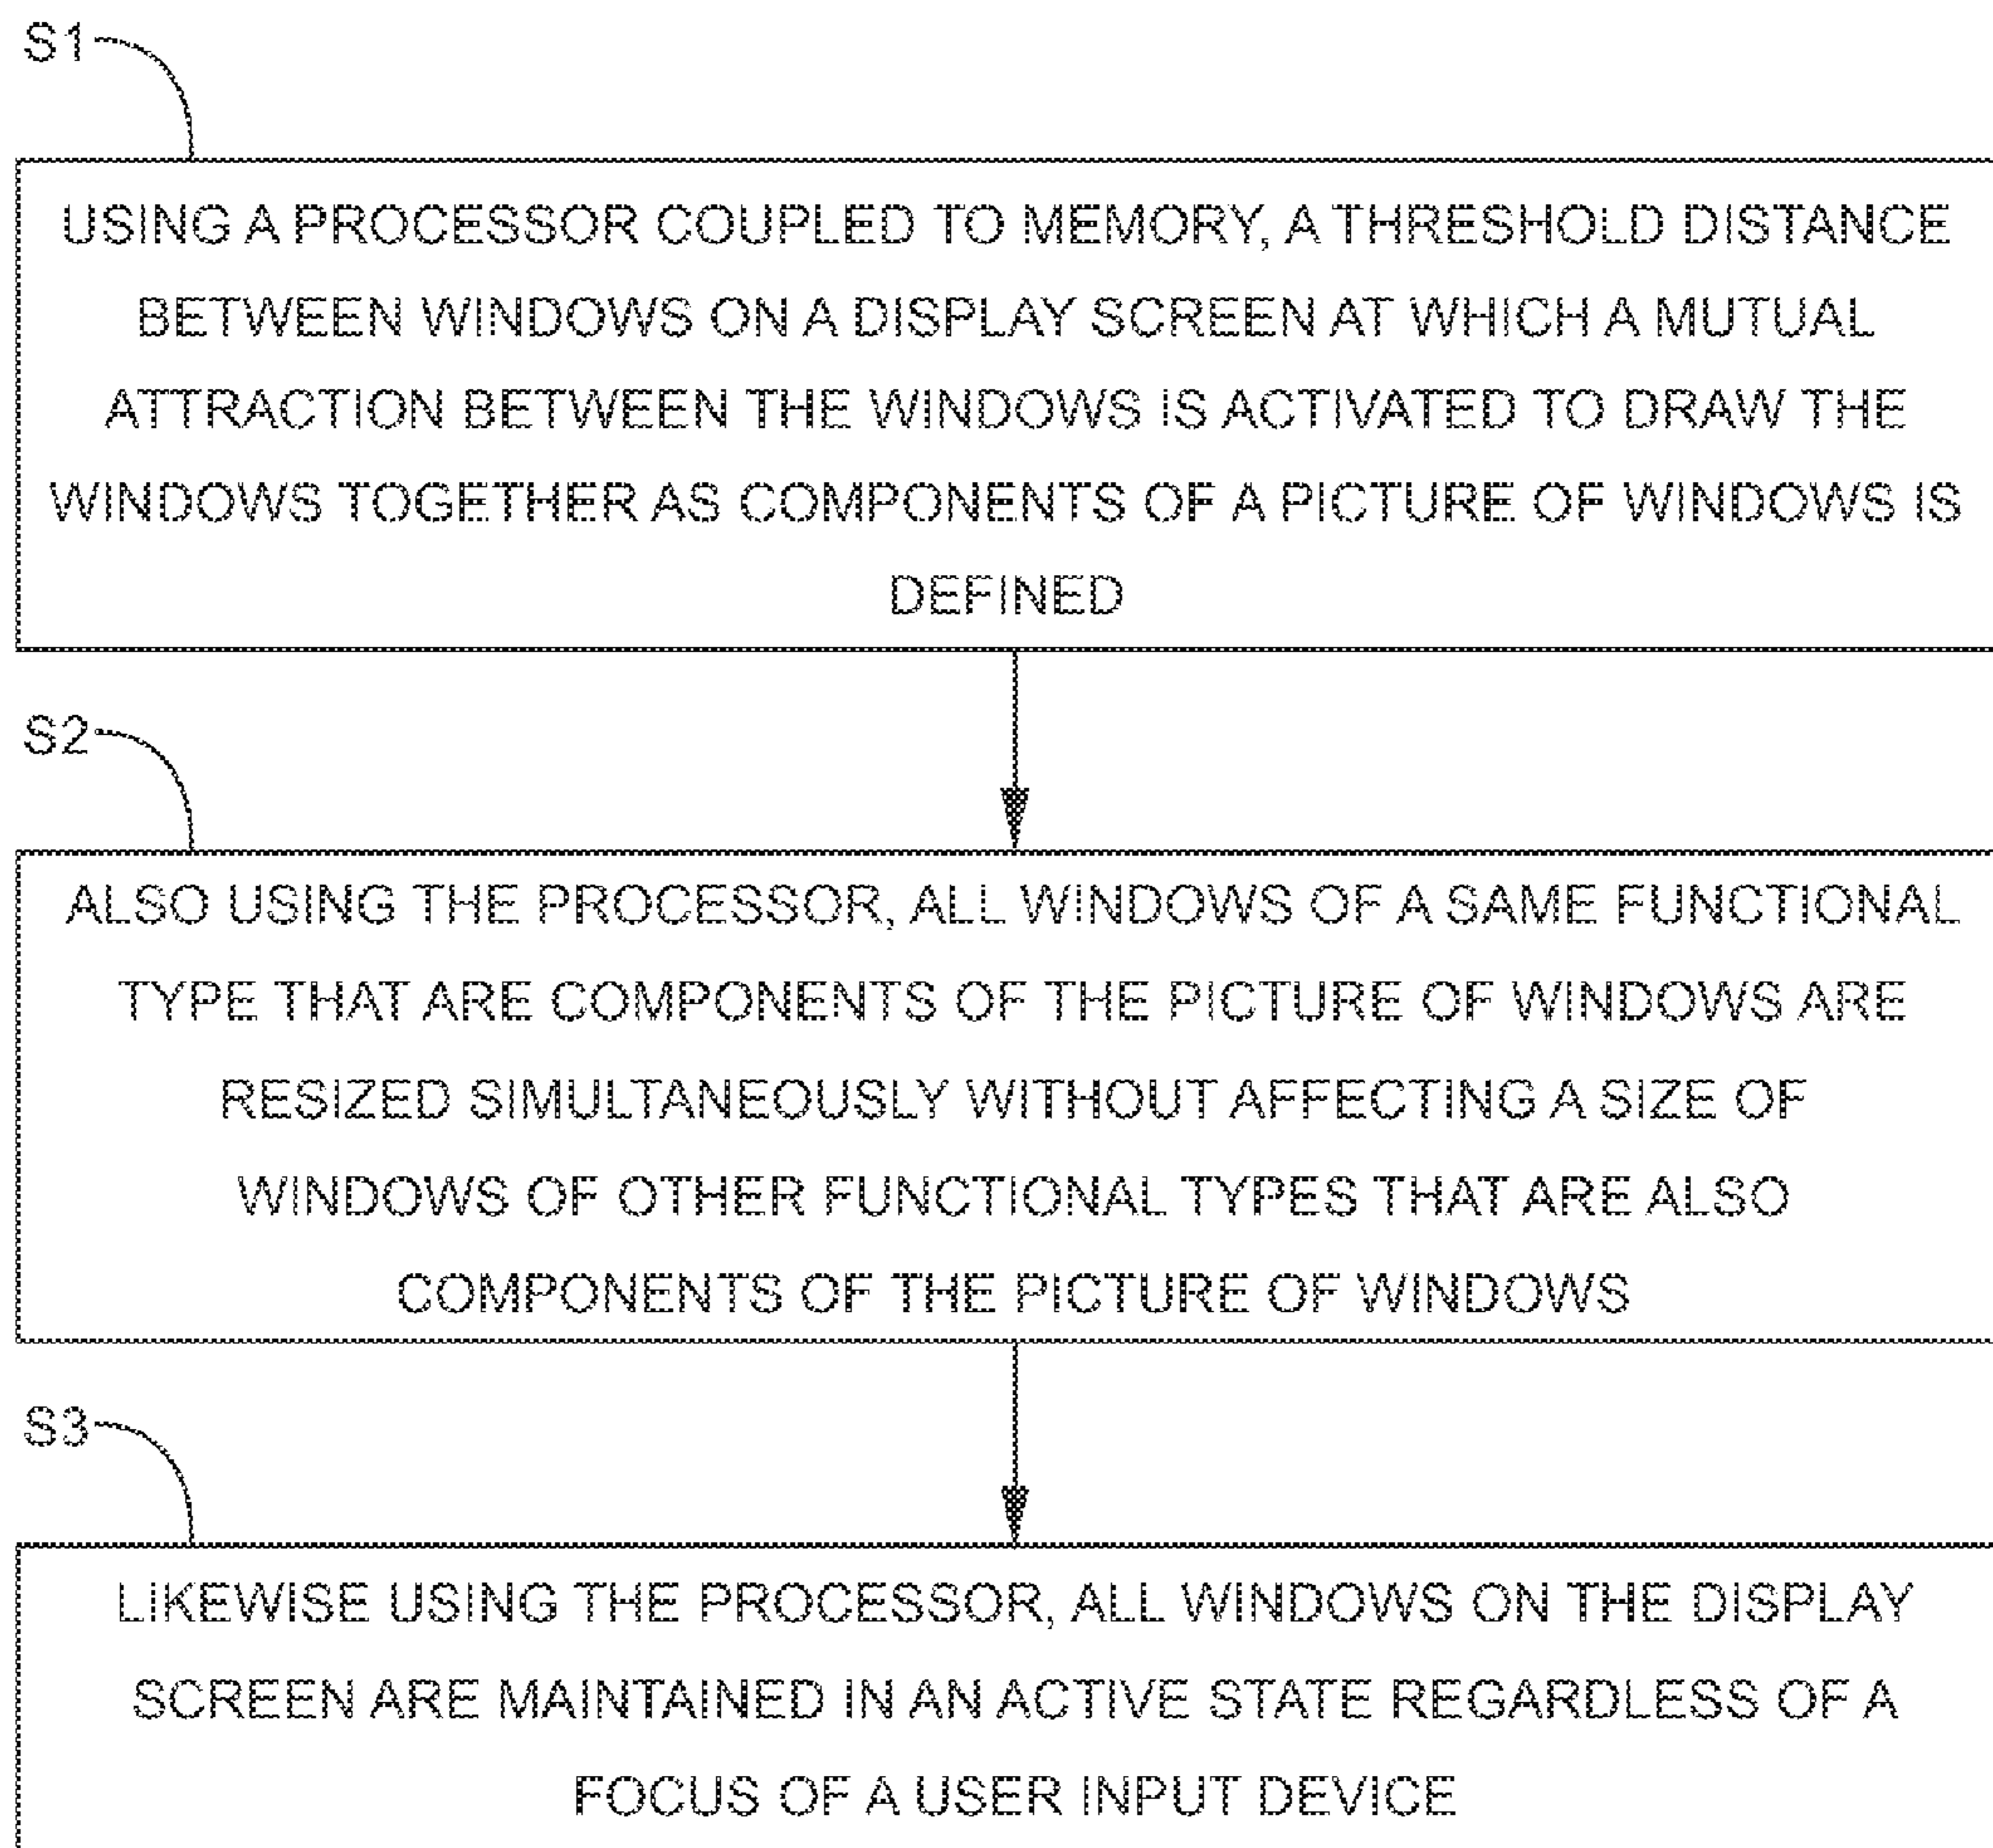 S1
USING A PROCESSOR COUPLED TO MEMORY, A THRESHOLD DISTANCE
BETWEEN WINDOWS ON A DISPLAY SCREEN AT WHICH A MUTUAL
ATTRACTION BETWEEN THE WINDOWS IS ACTIVATED TO DRAW THE
WINDOWS TOGETHER AS COMPONENTS OF A PICTURE OF WINDOWS IS
DEFINED
S2
ALSO USING THE PROCESSOR, ALL WINDOWS OF A SAME FUNCTIONAL
TYPE THAT ARE COMPONENTS OF THE PICTURE OF WINDOWS ARE
RESIZED SIMULTANEOUSLY WITHOUT AFFECTING A SIZE OF
WINDOWS OF OTHER FUNCTIONAL TYPES THAT ARE ALSO
COMPONENTS OF THE PICTURE OF WINDOWS
S3
LIKEWISE USING THE PROCESSOR, ALL WINDOWS ON THE DISPLAY
SCREEN ARE MAINTAINED IN AN ACTIVE STATE REGARDLESS OF A
FOCUS OF A USER INPUT DEVICE